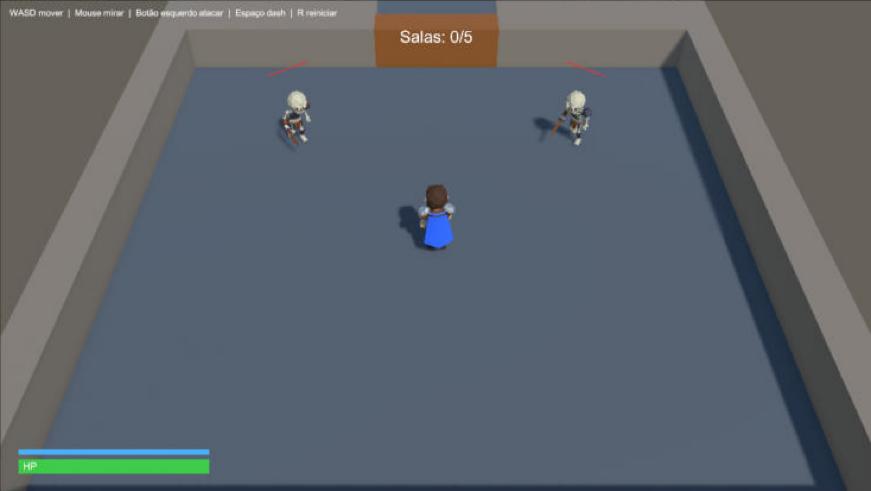 WASD mover | Mouse mirar | Botão esquerdo atacar | Espaço dash | R reiniciar
Salas: 0/5
HP